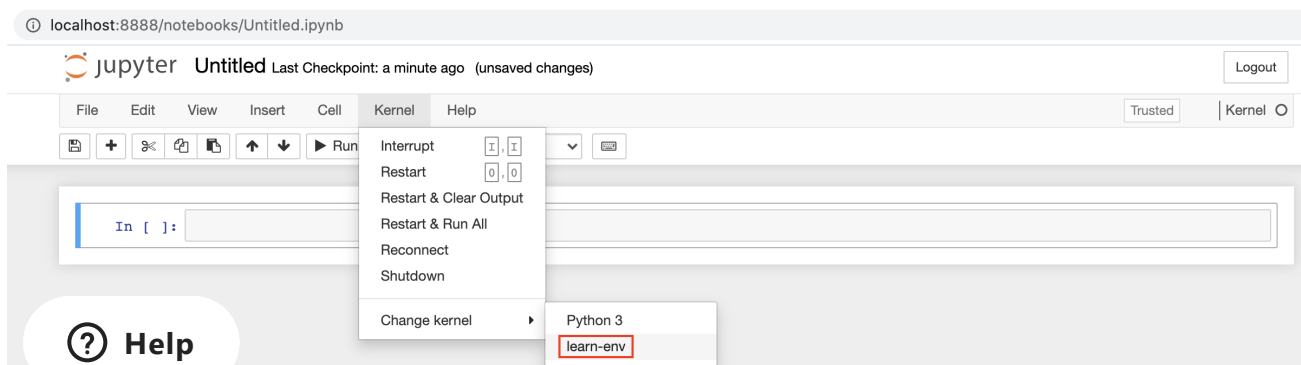 localhost:8888/notebooks/Untitled.ipynb
jupyter Untitled Last Checkpoint: a minute ago (unsaved changes) Logout
File Edit View Insert Cell Kernel Help Trusted Kernel
Run
Interrupt I,I
Restart 0,0
Restart & Clear Output
Restart & Run All
Reconnect
Shutdown
Change kernel
Python 3
learn-env
In [ ]:
? Help